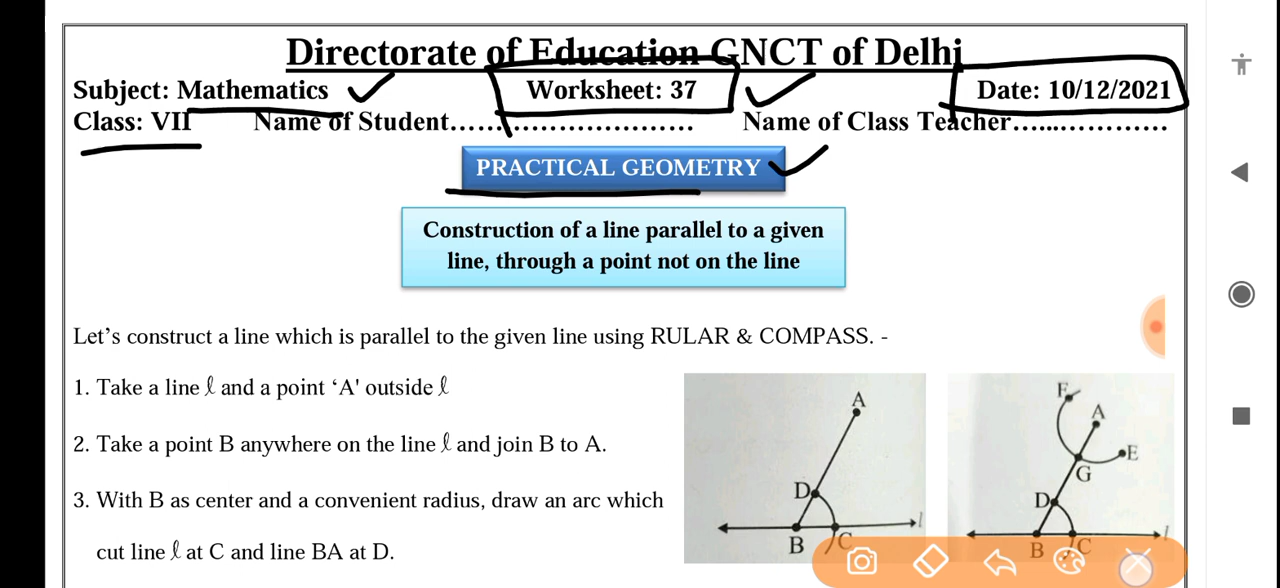 Directorate of Education GNCT of Delhi
Subject: Mathematics Worksheet: 37 Date: 10/12/2021
Class: VII Name of Student............................ Name of Class Teacher..................
PRACTICAL GEOMETRY
Construction of a line parallel to a given
line, through a point not on the line
Let’s construct a line which is parallel to the given line using RULAR & COMPASS. -
1. Take a line ℓ and a point ‘A' outside ℓ
2. Take a point B anywhere on the line ℓ and join B to A.
3. With B as center and a convenient radius, draw an arc which
cut line ℓ at C and line BA at D.
A
D
B C l
F
A
E
G
D
B C l